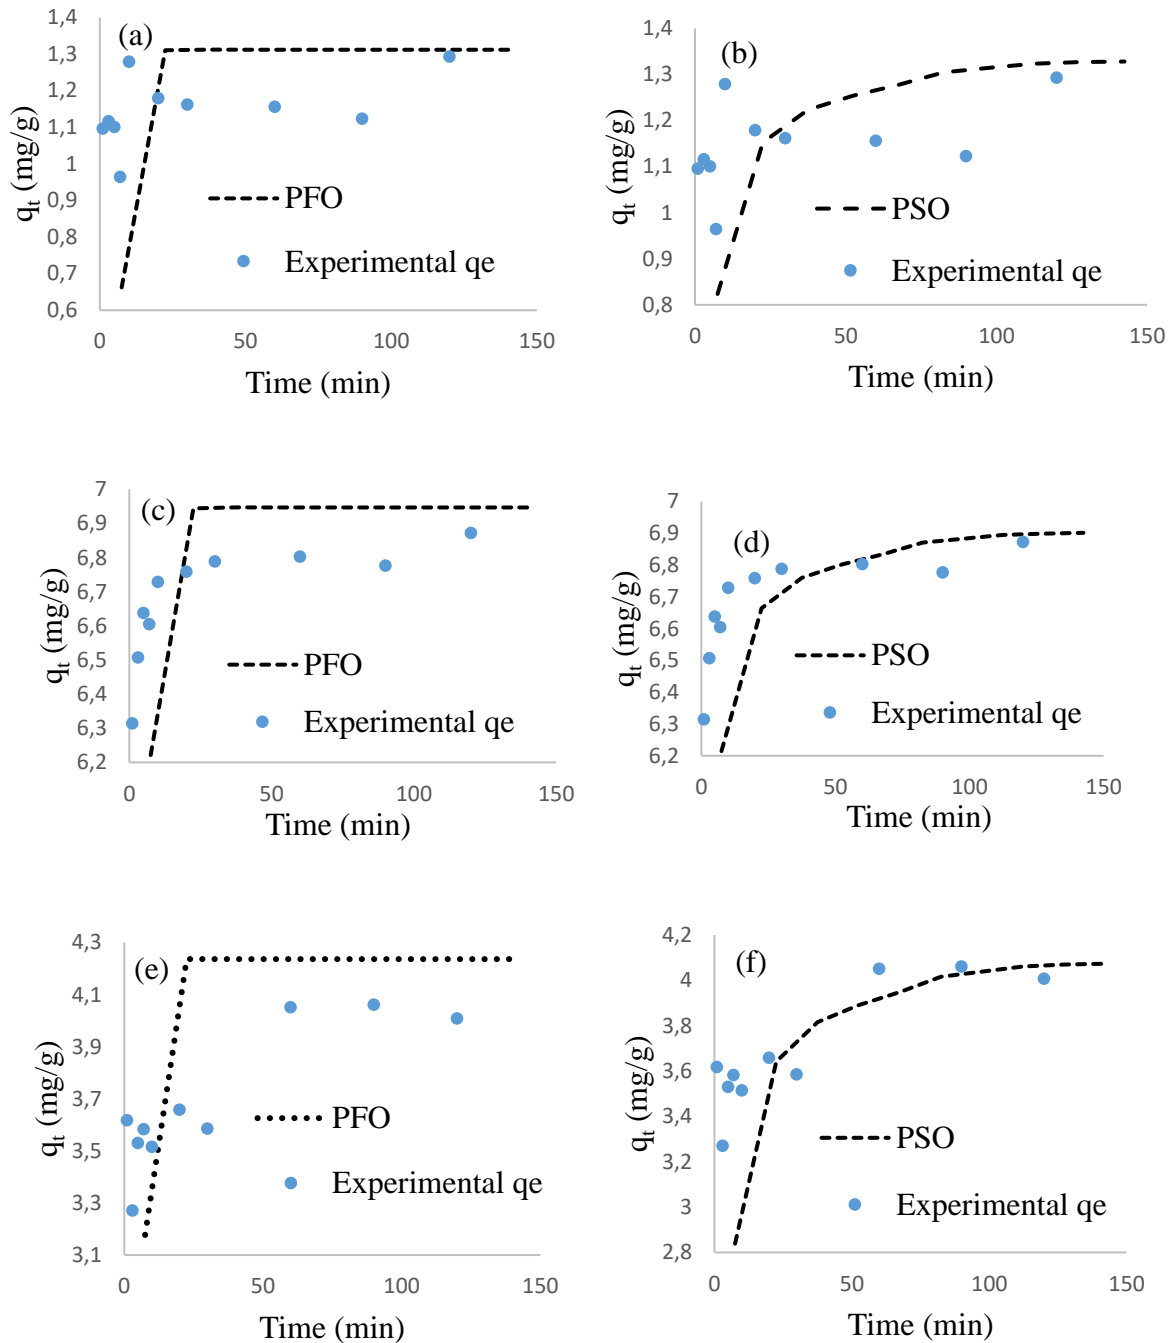 (a)
1,4
1,3
1,2
1,1
1
0,9
0,8
0,7
0,6
qt (mg/g)
PFO
Experimental qe
0 50 100 150
Time (min)
(b)
1,4
1,3
1,2
1,1
1
0,9
0,8
qt (mg/g)
PSO
Experimental qe
0 50 100 150
Time (min)
(c)
7
6,9
6,8
6,7
6,6
6,5
6,4
6,3
6,2
qt (mg/g)
PFO
Experimental qe
0 50 100 150
Time (min)
(d)
7
6,9
6,8
6,7
6,6
6,5
6,4
6,3
6,2
qt (mg/g)
PSO
Experimental qe
0 50 100 150
Time (min)
(e)
4,3
4,1
3,9
3,7
3,5
3,3
3,1
qt (mg/g)
PFO
Experimental qe
0 50 100 150
Time (min)
(f)
4,2
4
3,8
3,6
3,4
3,2
3
2,8
qt (mg/g)
PSO
Experimental qe
0 50 100 150
Time (min)